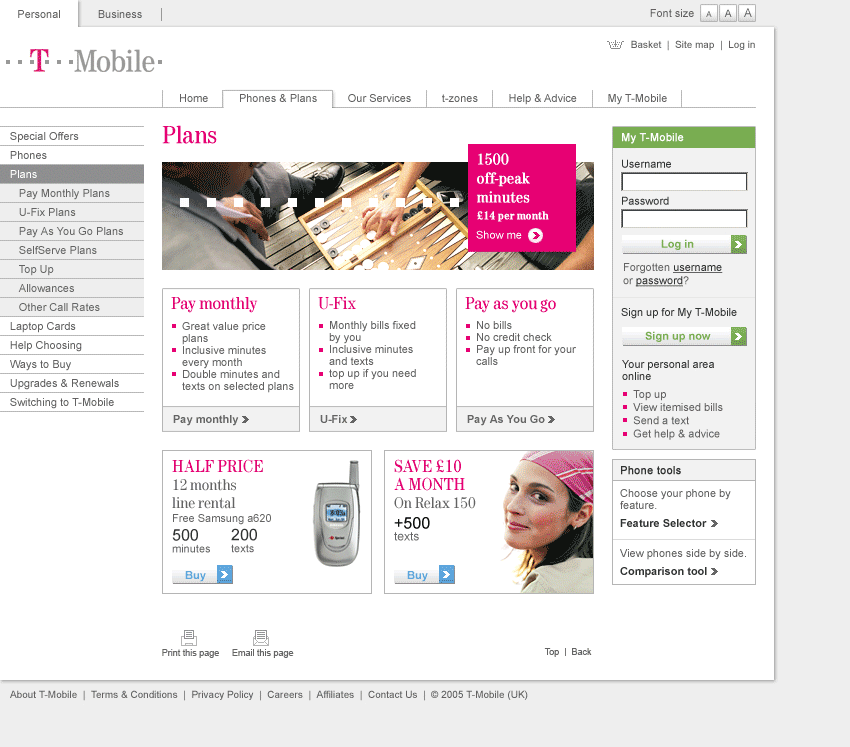 Personal
Business
Font size A A A
Basket | Site map | Log in
T-Mobile
Home
Phones & Plans
Our Services
t-zones
Help & Advice
My T-Mobile
Special Offers
Phones
Plans
Pay Monthly Plans
U-Fix Plans
Pay As You Go Plans
SelfServe Plans
Top Up
Allowances
Other Call Rates
Laptop Cards
Help Choosing
Ways to Buy
Upgrades & Renewals
Switching to T-Mobile
Plans
1500
off-peak
minutes
£14 per month
Show me
Pay monthly
Great value price
plans
Inclusive minutes
every month
Double minutes and
texts on selected plans
Pay monthly
U-Fix
Monthly bills fixed
by you
Inclusive minutes
and texts
top up if you need
more
U-Fix
Pay as you go
No bills
No credit check
Pay up front for your
calls
Pay As You Go
HALF PRICE
12 months
line rental
Free Samsung a620
500
minutes
200
texts
Buy
SAVE £10
A MONTH
On Relax 150
+500
texts
Buy
My T-Mobile
Username
Password
Log in
Forgotten username
or password?
Sign up for My T-Mobile
Sign up now
Your personal area
online
Top up
View itemised bills
Send a text
Get help & advice
Phone tools
Choose your phone by
feature.
Feature Selector
View phones side by side.
Comparison tool
Print this page
Email this page
Top | Back
About T-Mobile | Terms & Conditions | Privacy Policy | Careers | Affiliates | Contact Us | © 2005 T-Mobile (UK)